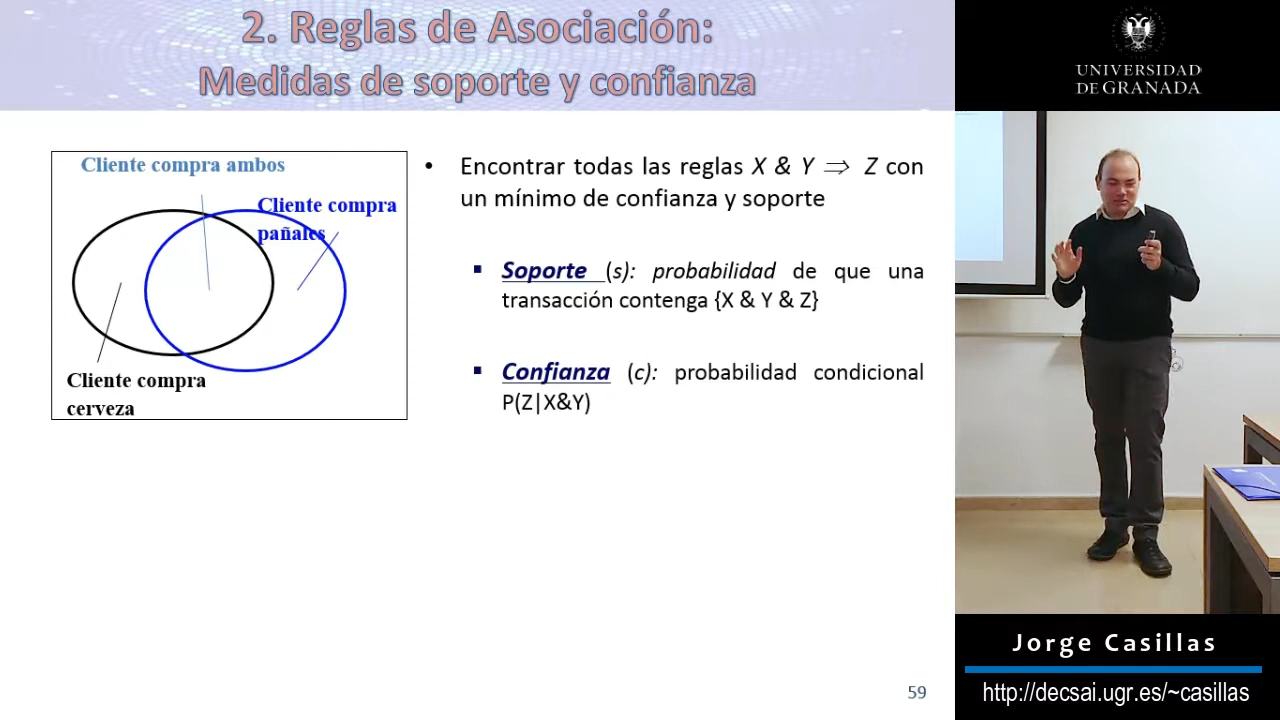 2. Reglas de Asociación:
Medidas de soporte y confianza
Cliente compra ambos
Cliente compra
pañales
Cliente compra
cerveza
• Encontrar todas las reglas X & Y ⇒ Z con
un mínimo de confianza y soporte
▪ Soporte (s): probabilidad de que una
transacción contenga {X & Y & Z}
▪ Confianza (c): probabilidad condicional
P(Z|X&Y)
59
UNIVERSIDAD
DE GRANADA
Jorge Casillas
http://decsai.ugr.es/~casillas